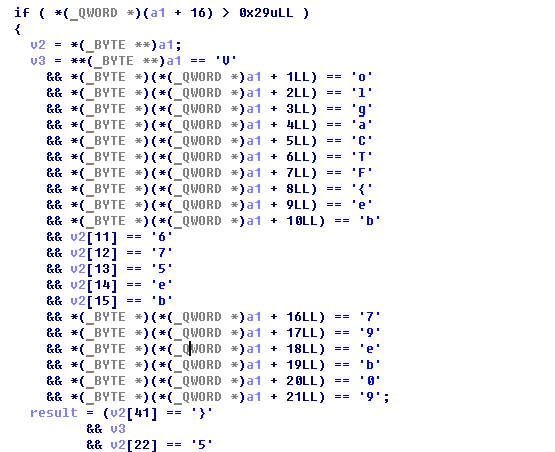 if ( *(_QWORD *)(a1 + 16) > 0x29uLL )
{
v2 = *(_BYTE **)a1;
v3 = **(_BYTE **)a1 == 'V'
&& *(_BYTE *)(*(_QWORD *)a1 + 1LL) == 'o'
&& *(_BYTE *)(*(_QWORD *)a1 + 2LL) == 'l'
&& *(_BYTE *)(*(_QWORD *)a1 + 3LL) == 'g'
&& *(_BYTE *)(*(_QWORD *)a1 + 4LL) == 'a'
&& *(_BYTE *)(*(_QWORD *)a1 + 5LL) == 'C'
&& *(_BYTE *)(*(_QWORD *)a1 + 6LL) == 'T'
&& *(_BYTE *)(*(_QWORD *)a1 + 7LL) == 'F'
&& *(_BYTE *)(*(_QWORD *)a1 + 8LL) == '{'
&& *(_BYTE *)(*(_QWORD *)a1 + 9LL) == 'e'
&& *(_BYTE *)(*(_QWORD *)a1 + 10LL) == 'b'
&& v2[11] == '6'
&& v2[12] == '7'
&& v2[13] == '5'
&& v2[14] == 'e'
&& v2[15] == 'b'
&& *(_BYTE *)(*(_QWORD *)a1 + 16LL) == '7'
&& *(_BYTE *)(*(_QWORD *)a1 + 17LL) == '9'
&& *(_BYTE *)(*(_QWORD *)a1 + 18LL) == 'e'
&& *(_BYTE *)(*(_QWORD *)a1 + 19LL) == 'b'
&& *(_BYTE *)(*(_QWORD *)a1 + 20LL) == '0'
&& *(_BYTE *)(*(_QWORD *)a1 + 21LL) == '9';
result = (v2[41] == '}'
&& v3
&& v2[22] == '5'